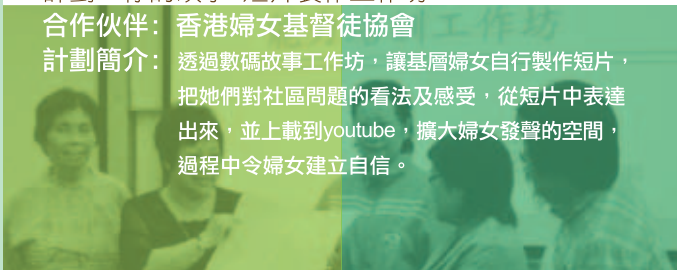 合作伙伴：香港婦女基督徒協會
計劃簡介：透過數碼故事工作坊，讓基層婦女自行製作短片，
把她們對社區問題的看法及感受，從短片中表達
出來，並上載到youtube，擴大婦女發聲的空間，
過程中令婦女建立自信。